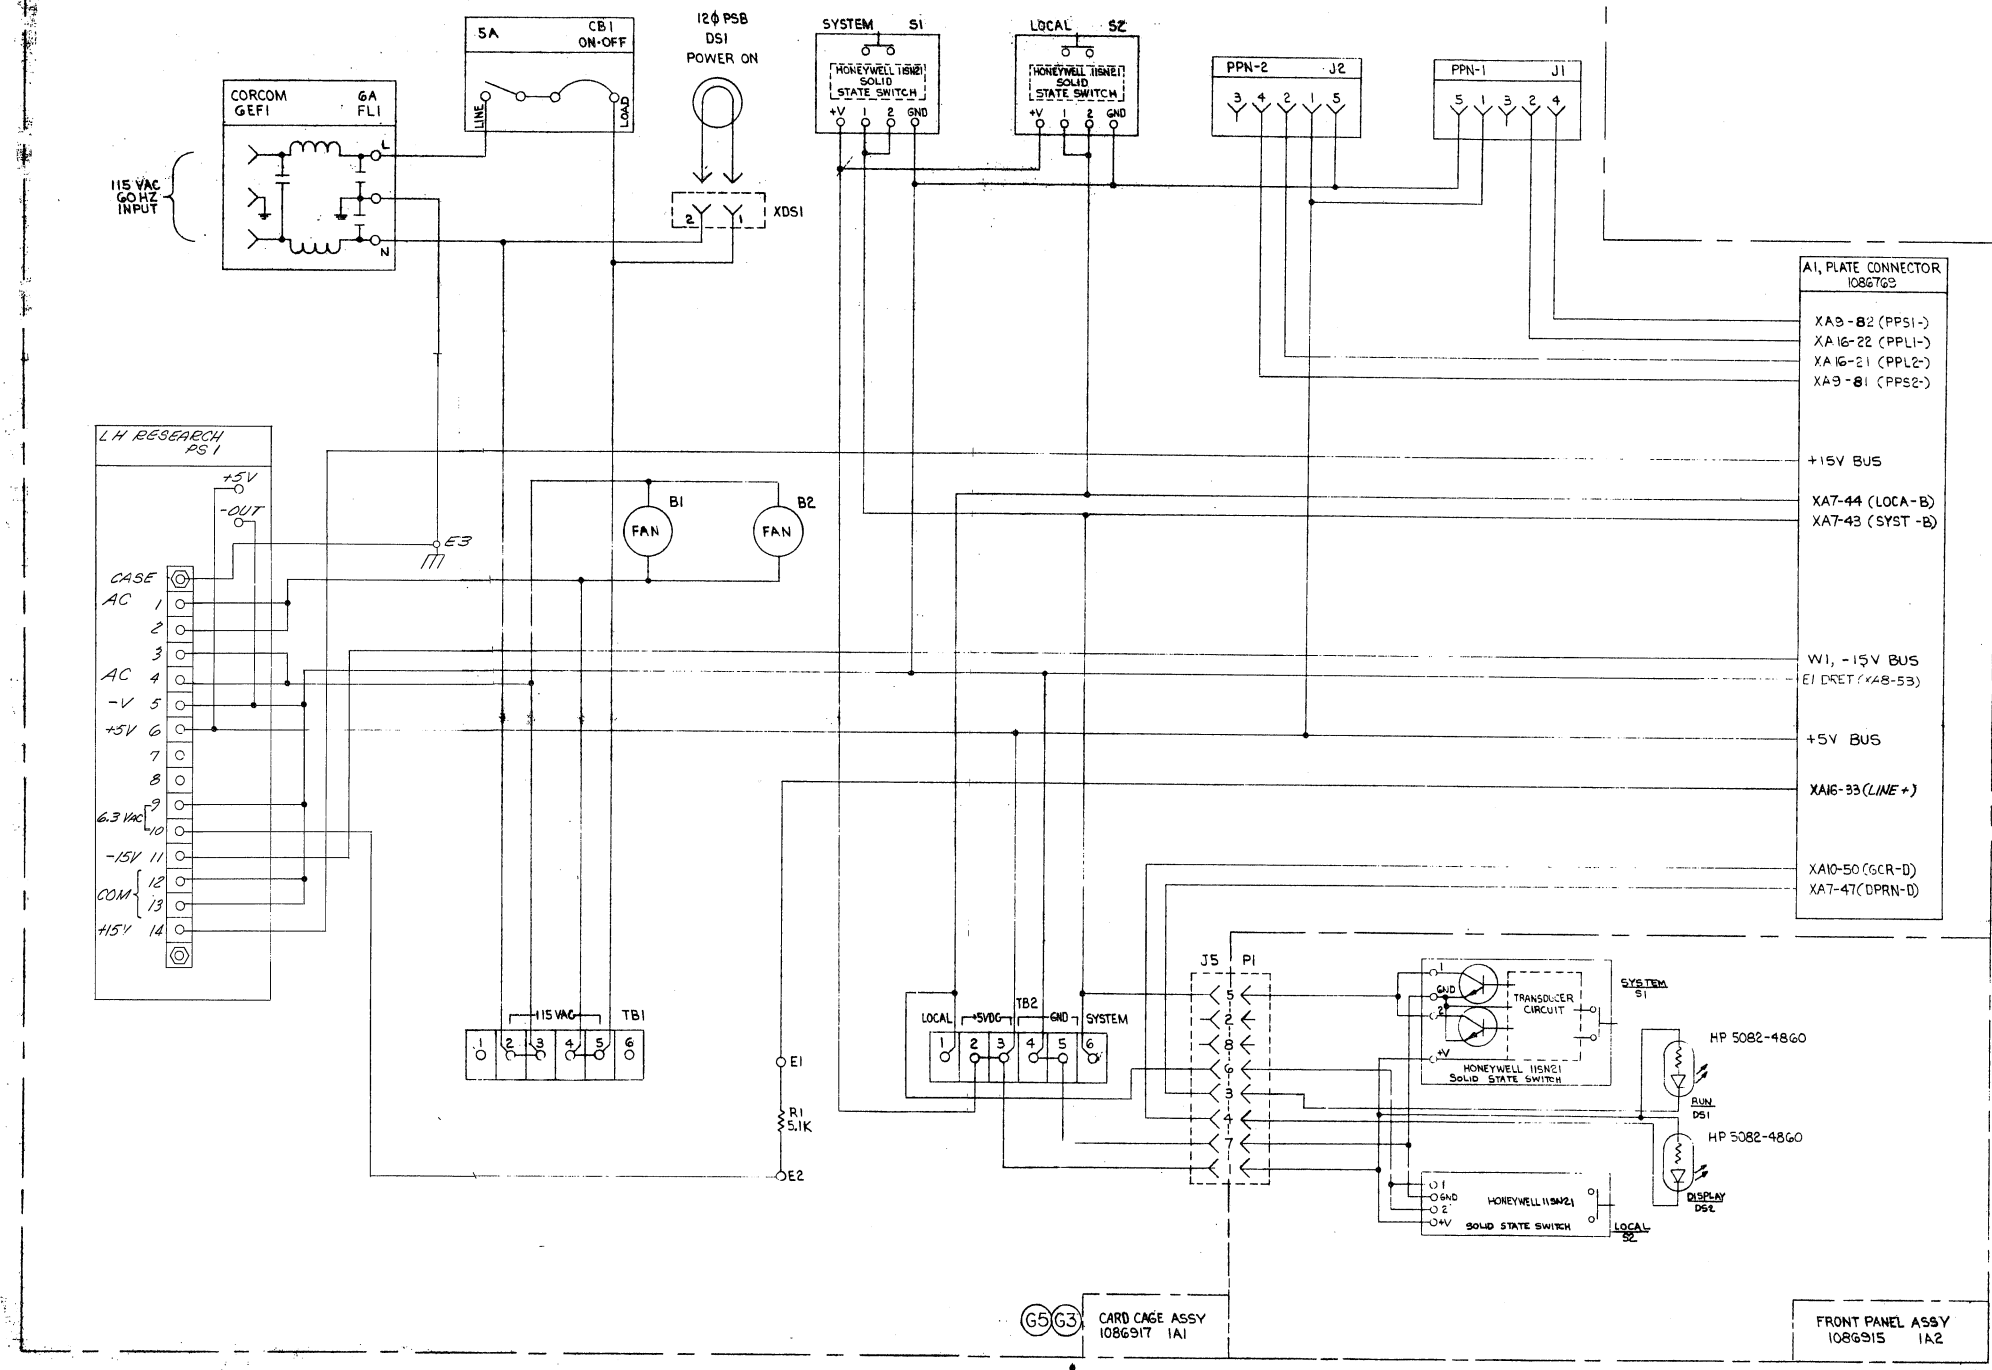 5A CB1
ON-OFF
LINE
LOAD
12ϕ PSB
DS1
POWER ON
2 1
XDS1
CORCOM 6A
6EF1 FL1
L
N
115 VAC
60 HZ
INPUT
SYSTEM S1
HONEYWELL 11SN21
SOLID
STATE SWITCH
+V 1 2 GND
LOCAL S2
HONEYWELL 11SN21
SOLID
STATE SWITCH
+V 1 2 GND
PPN-2 J2
3 4 2 1 5
PPN-1 J1
5 1 3 2 4
A1, PLATE CONNECTOR
1086769
XA9-82 (PPS1-)
XA16-22 (PPL1-)
XA16-21 (PPL2-)
XA9-81 (PPS2-)
+15V BUS
XA7-44 (LOCA-B)
XA7-43 (SYST-B)
W1, -15V BUS
E1 DRET (XA8-53)
+5V BUS
XA16-33 (LINE+)
XA10-50 (GCR-D)
XA7-47 (DPRN-D)
LH RESEARCH
PS1
+5V
-OUT
CASE
AC 1
2
3
AC 4
-V 5
+5V 6
7
8
9
6.3 VAC
10
-15V 11
12
COM
13
+15V 14
E3
B1
FAN
B2
FAN
115 VAC TB1
1 2 3 4 5 6
E1
R1
5.1K
E2
TB2
LOCAL +5VDC GND SYSTEM
1 2 3 4 5 6
J5 P1
5
2
8
6
3
4
7
1
GND
2
+V
TRANSDUCER
CIRCUIT
HONEYWELL 11SN21
SOLID STATE SWITCH
SYSTEM
S1
HP 5082-4860
RUN
DS1
HP 5082-4860
DISPLAY
DS2
1
GND
2
+V
HONEYWELL 11SN21
SOLID STATE SWITCH
LOCAL
S2
G5 G3
CARD CAGE ASSY
1086917 1A1
FRONT PANEL ASSY
1086915 1A2